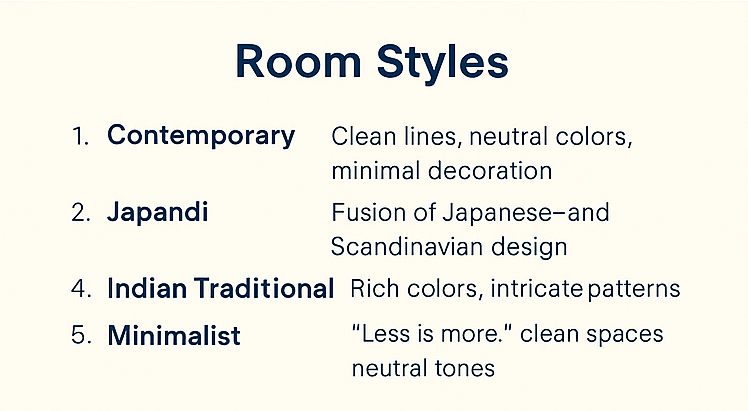 Room Styles
1. Contemporary Clean lines, neutral colors,
minimal decoration
2. Japandi Fusion of Japanese–and
Scandinavian design
4. Indian Traditional Rich colors, intricate patterns
5. Minimalist “Less is more.” clean spaces
neutral tones